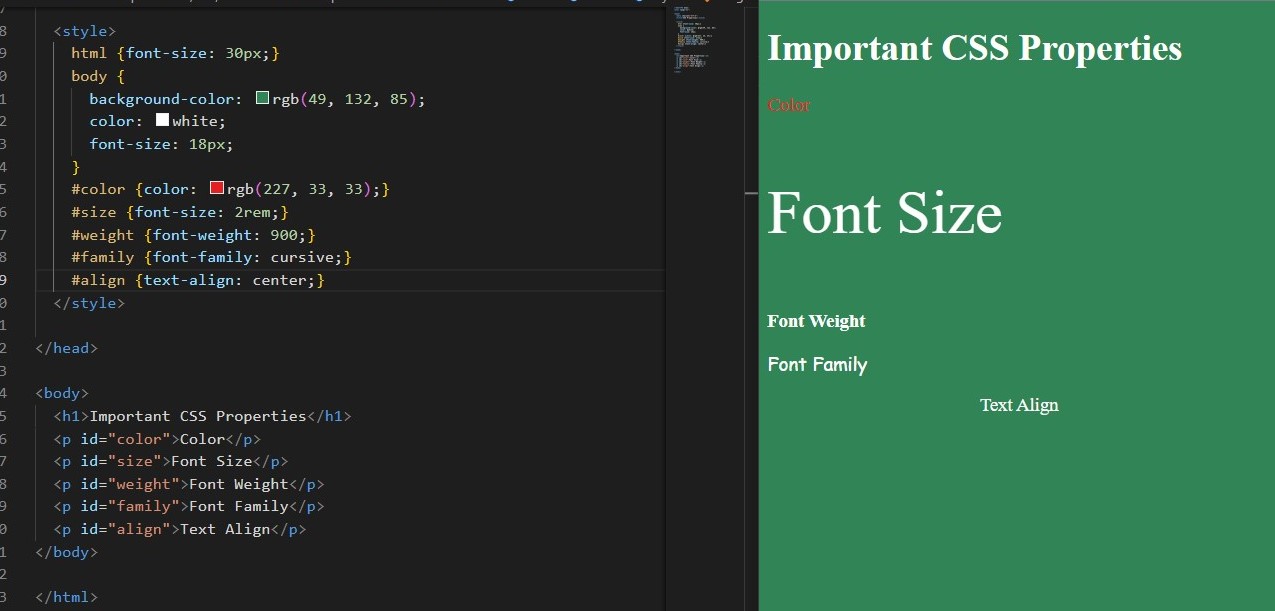 8 <style>
9 html {font-size: 30px;}
0 body {
1 background-color: rgb(49, 132, 85);
2 color: white;
3 font-size: 18px;
4 }
5 #color {color: rgb(227, 33, 33);}
6 #size {font-size: 2rem;}
7 #weight {font-weight: 900;}
8 #family {font-family: cursive;}
9 #align {text-align: center;}
0 </style>
1
2 </head>
3
4 <body>
5 <h1>Important CSS Properties</h1>
6 <p id="color">Color</p>
7 <p id="size">Font Size</p>
8 <p id="weight">Font Weight</p>
9 <p id="family">Font Family</p>
0 <p id="align">Text Align</p>
1 </body>
2
3 </html>
Important CSS Properties
Color
Font Size
Font Weight
Font Family
Text Align